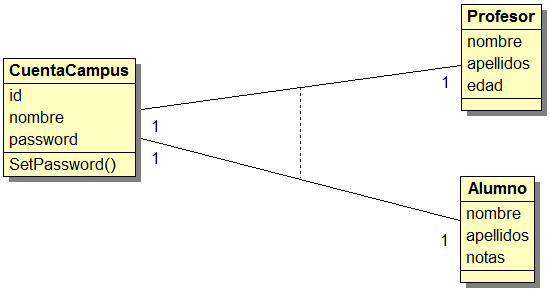 CuentaCampus
id
nombre
password
SetPassword()
1
1
Profesor
nombre
apellidos
edad
1
Alumno
nombre
apellidos
notas
1